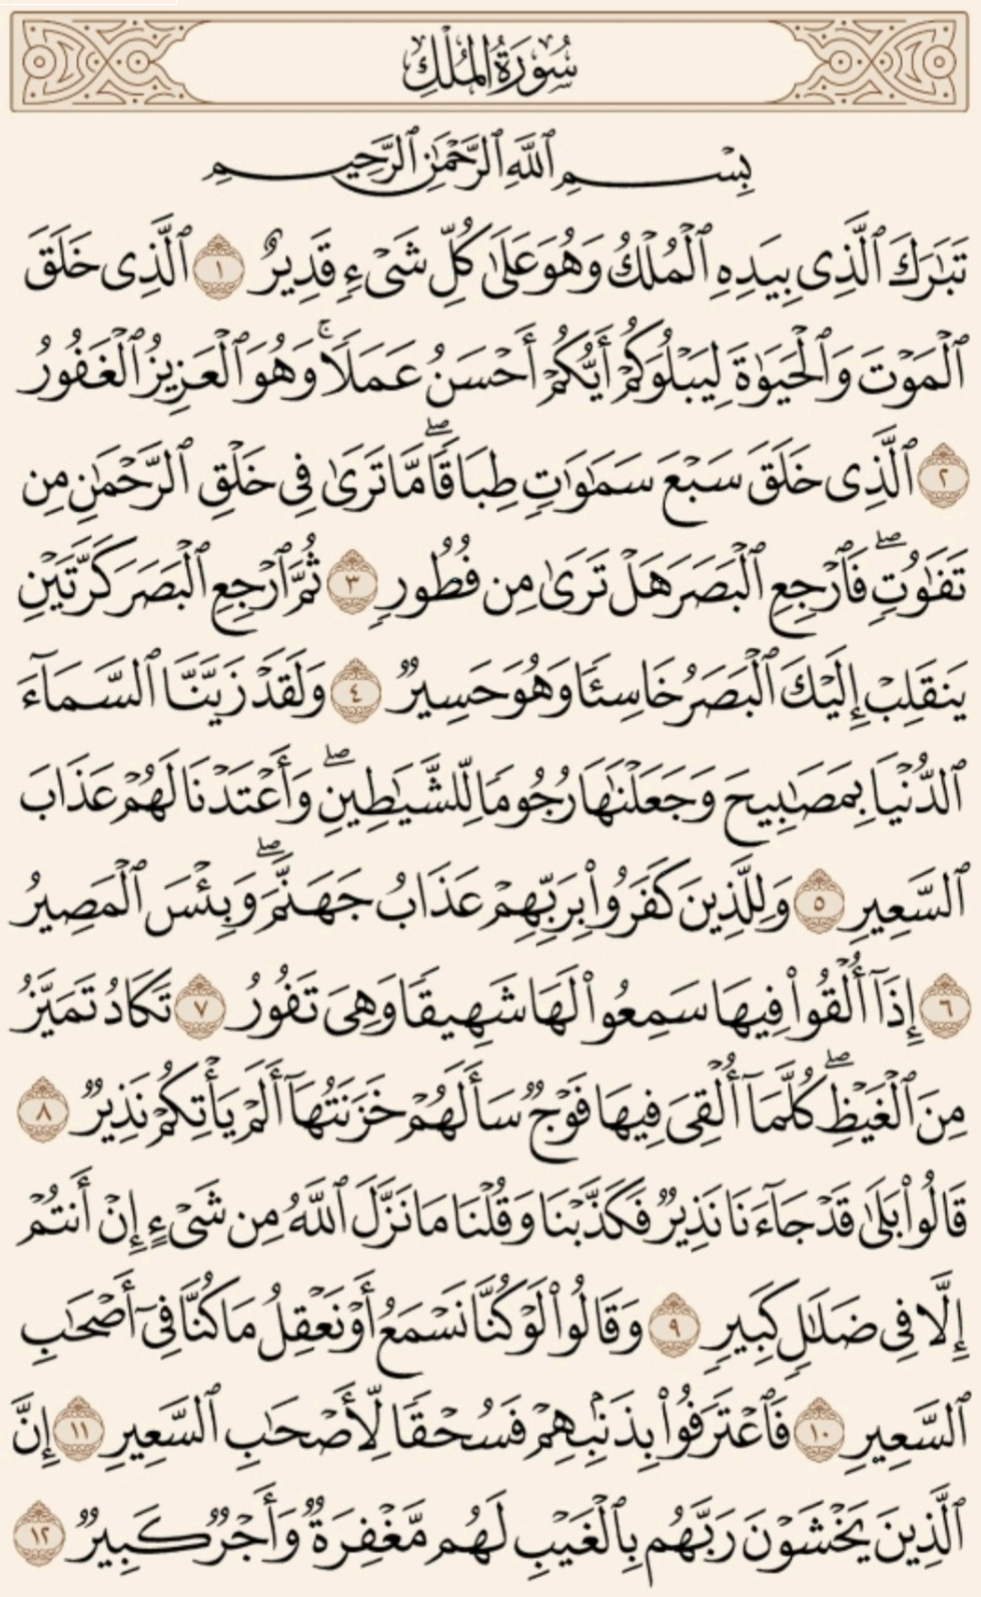 سُورَةُ الْمُلْكِ
بِسْمِ ٱللَّهِ ٱلرَّحْمَٰنِ ٱلرَّحِيمِ
تَبَٰرَكَ ٱلَّذِى بِيَدِهِ ٱلْمُلْكُ وَهُوَ عَلَىٰ كُلِّ شَىْءٍ قَدِيرٌ ١ ٱلَّذِى خَلَقَ
ٱلْمَوْتَ وَٱلْحَيَوٰةَ لِيَبْلُوَكُمْ أَيُّكُمْ أَحْسَنُ عَمَلًا ۚ وَهُوَ ٱلْعَزِيزُ ٱلْغَفُورُ
٢ ٱلَّذِى خَلَقَ سَبْعَ سَمَٰوَٰتٍ طِبَاقًا ۖ مَّا تَرَىٰ فِى خَلْقِ ٱلرَّحْمَٰنِ مِن
تَفَٰوُتٍ ۖ فَٱرْجِعِ ٱلْبَصَرَ هَلْ تَرَىٰ مِن فُطُورٍ ٣ ثُمَّ ٱرْجِعِ ٱلْبَصَرَ كَرَّتَيْنِ
يَنقَلِبْ إِلَيْكَ ٱلْبَصَرُ خَاسِئًا وَهُوَ حَسِيرٌ ٤ وَلَقَدْ زَيَّنَّا ٱلسَّمَآءَ
ٱلدُّنْيَا بِمَصَٰبِيحَ وَجَعَلْنَٰهَا رُجُومًا لِّلشَّيَٰطِينِ ۖ وَأَعْتَدْنَا لَهُمْ عَذَابَ
ٱلسَّعِيرِ ٥ وَلِلَّذِينَ كَفَرُوا۟ بِرَبِّهِمْ عَذَابُ جَهَنَّمَ ۖ وَبِئْسَ ٱلْمَصِيرُ
٦ إِذَآ أُلْقُوا۟ فِيهَا سَمِعُوا۟ لَهَا شَهِيقًا وَهِىَ تَفُورُ ٧ تَكَادُ تَمَيَّزُ
مِنَ ٱلْغَيْظِ ۖ كُلَّمَآ أُلْقِىَ فِيهَا فَوْجٌ سَأَلَهُمْ خَزَنَتُهَآ أَلَمْ يَأْتِكُمْ نَذِيرٌ ٨
قَالُوا۟ بَلَىٰ قَدْ جَآءَنَا نَذِيرٌ فَكَذَّبْنَا وَقُلْنَا مَا نَزَّلَ ٱللَّهُ مِن شَىْءٍ إِنْ أَنتُمْ
إِلَّا فِى ضَلَٰلٍ كَبِيرٍ ٩ وَقَالُوا۟ لَوْ كُنَّا نَسْمَعُ أَوْ نَعْقِلُ مَا كُنَّا فِىٓ أَصْحَٰبِ
ٱلسَّعِيرِ ١٠ فَٱعْتَرَفُوا۟ بِذَنۢبِهِمْ فَسُحْقًا لِّأَصْحَٰبِ ٱلسَّعِيرِ ١١ إِنَّ
ٱلَّذِينَ يَخْشَوْنَ رَبَّهُم بِٱلْغَيْبِ لَهُم مَّغْفِرَةٌ وَأَجْرٌ كَبِيرٌ ١٢